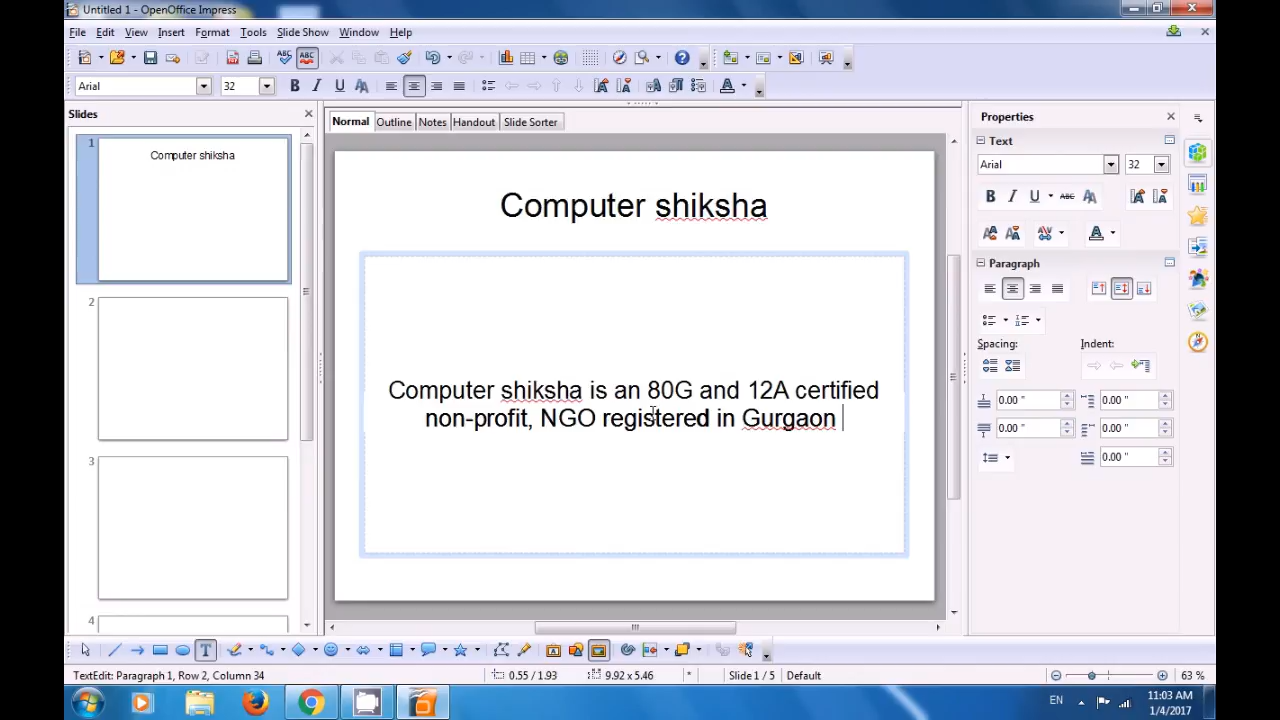 Untitled 1 - OpenOffice Impress
File Edit View Insert Format Tools Slide Show Window Help
Arial 32
Slides
Normal Outline Notes Handout Slide Sorter
Properties
1
Computer shiksha
2
3
4
Computer shiksha
Computer shiksha is an 80G and 12A certified
non-profit, NGO registered in Gurgaon
Text
Arial 32
Paragraph
Spacing: Indent:
0.00 " 0.00 "
0.00 " 0.00 "
0.00 "
TextEdit: Paragraph 1, Row 2, Column 34 0.55 / 1.93 9.92 x 5.46 * Slide 1 / 5 Default 63 %
EN 11:03 AM
1/4/2017